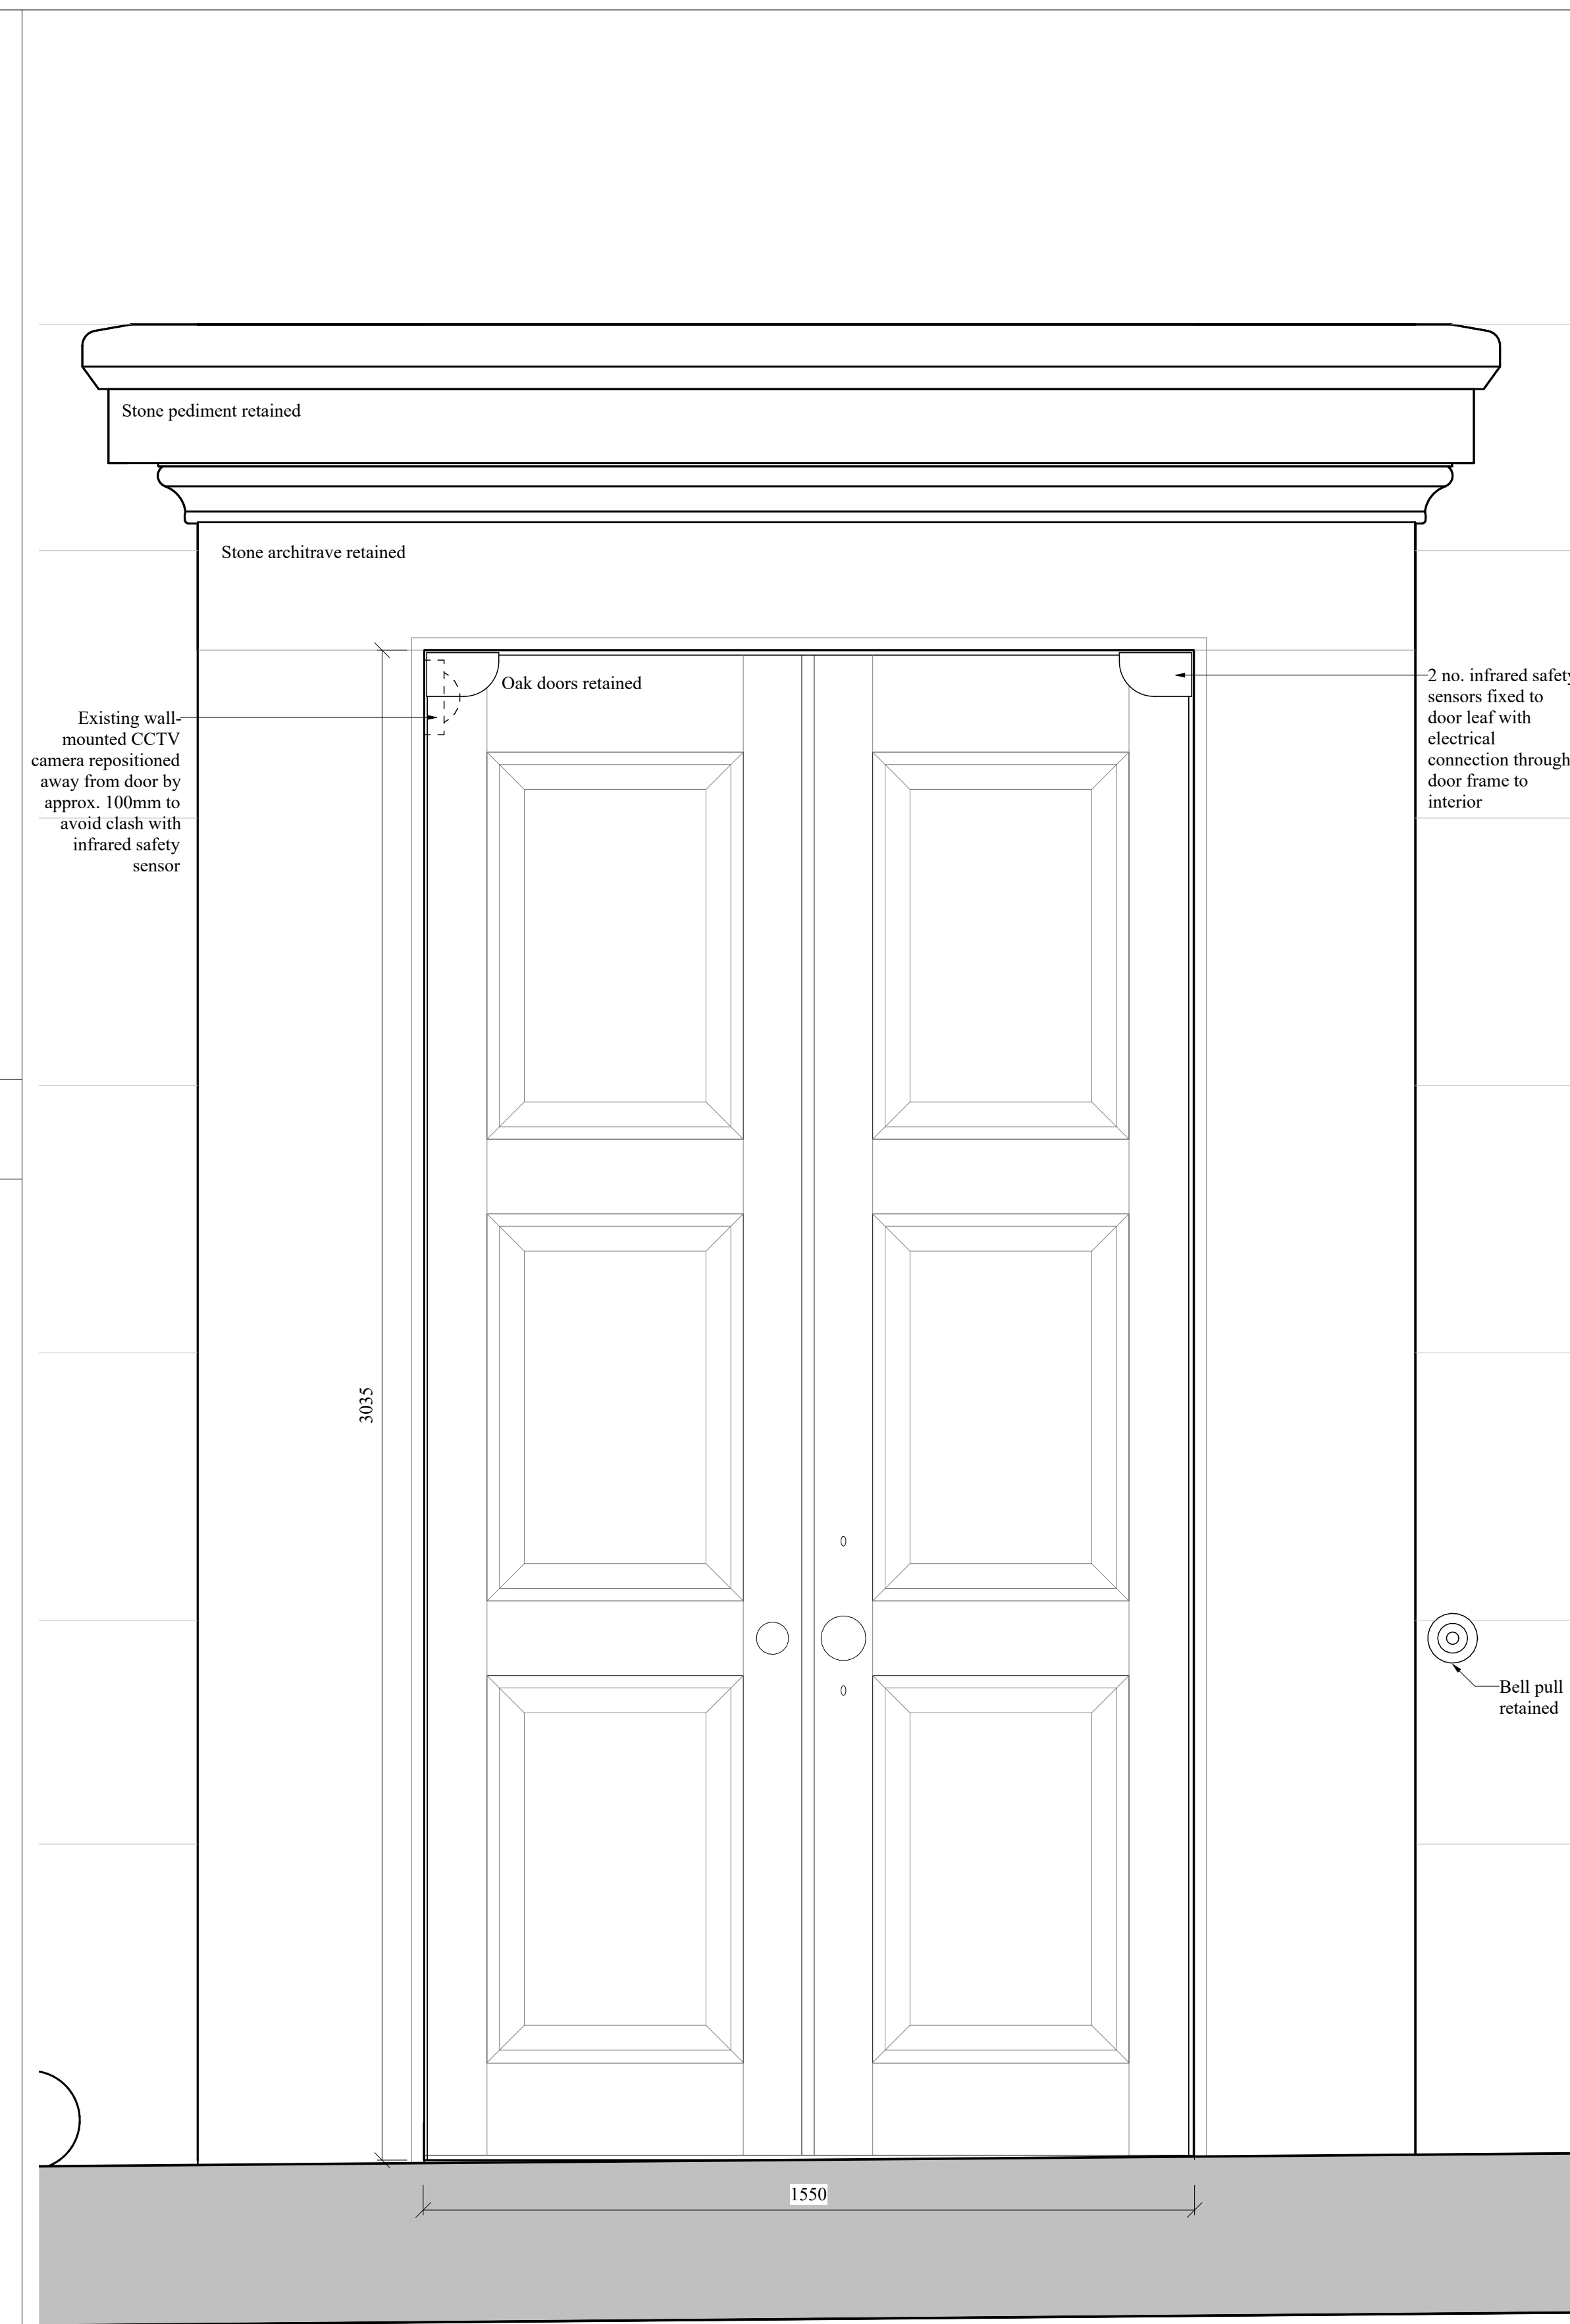 Stone pediment retained
Stone architrave retained
Oak doors retained
Existing wall-
mounted CCTV
camera repositioned
away from door by
approx. 100mm to
avoid clash with
infrared safety
sensor
2 no. infrared safety
sensors fixed to
door leaf with
electrical
connection through
door frame to
interior
3035
Bell pull
retained
1550